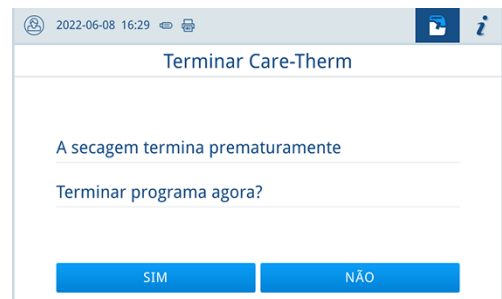 2022-06-08 16:29
i
Terminar Care-Therm
A secagem termina prematuramente
Terminar programa agora?
SIM
NÃO